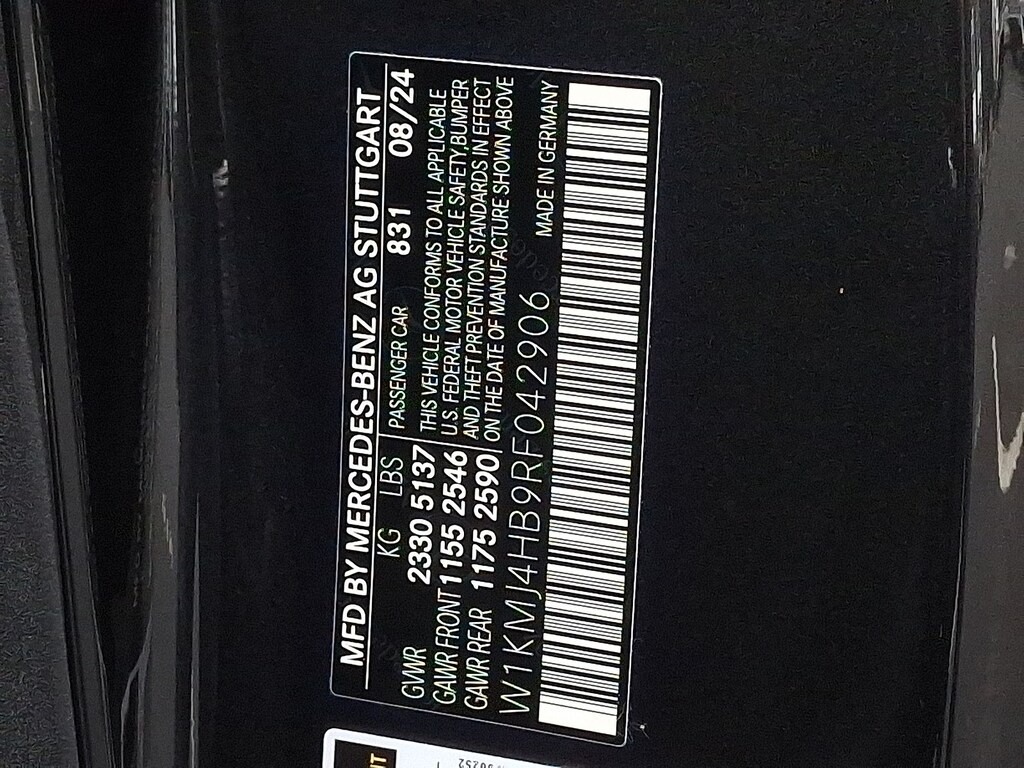 MFD BY MERCEDES-BENZ AG STUTTGART
KG LBS PASSENGER CAR 831 08/24
GVWR 2330 5137 THIS VEHICLE CONFORMS TO ALL APPLICABLE
GAWR FRONT 1155 2546 U.S. FEDERAL MOTOR VEHICLE SAFETY,BUMPER
GAWR REAR 1175 2590 AND THEFT PREVENTION STANDARDS IN EFFECT
ON THE DATE OF MANUFACTURE SHOWN ABOVE
W1KMJ4HB9RF042906 MADE IN GERMANY